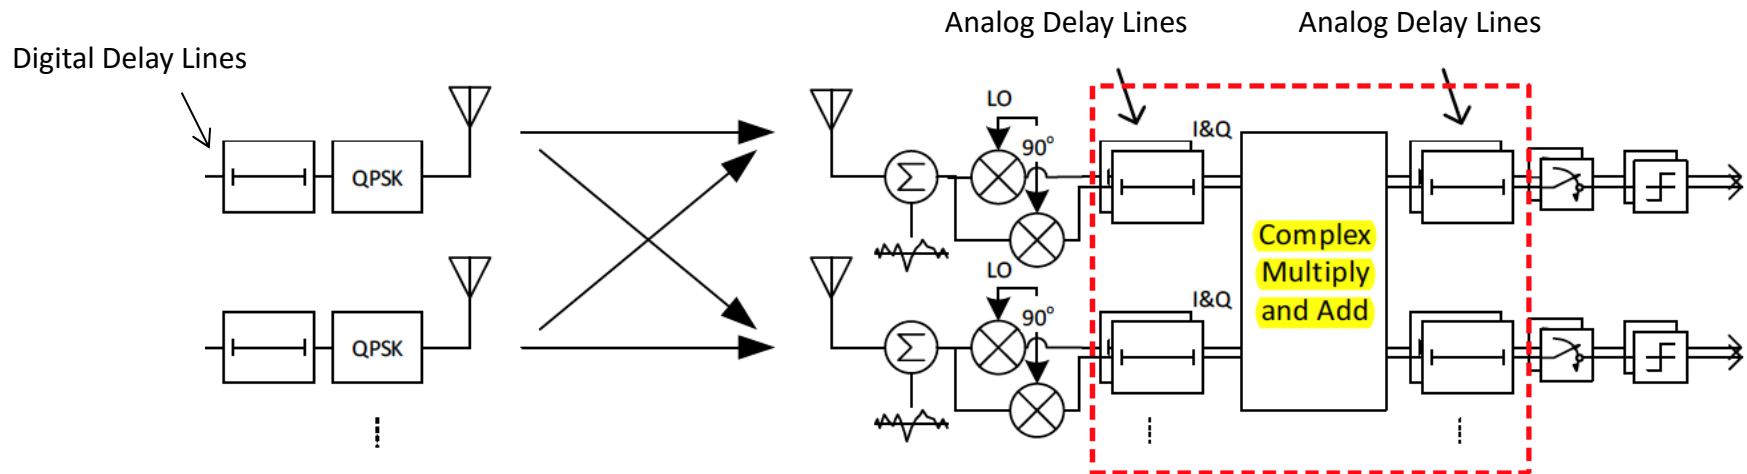 Analog Delay Lines
Analog Delay Lines
Digital Delay Lines
LO
I&Q
90°
QPSK
Σ
Complex
Multiply
and Add
LO
I&Q
90°
QPSK
Σ